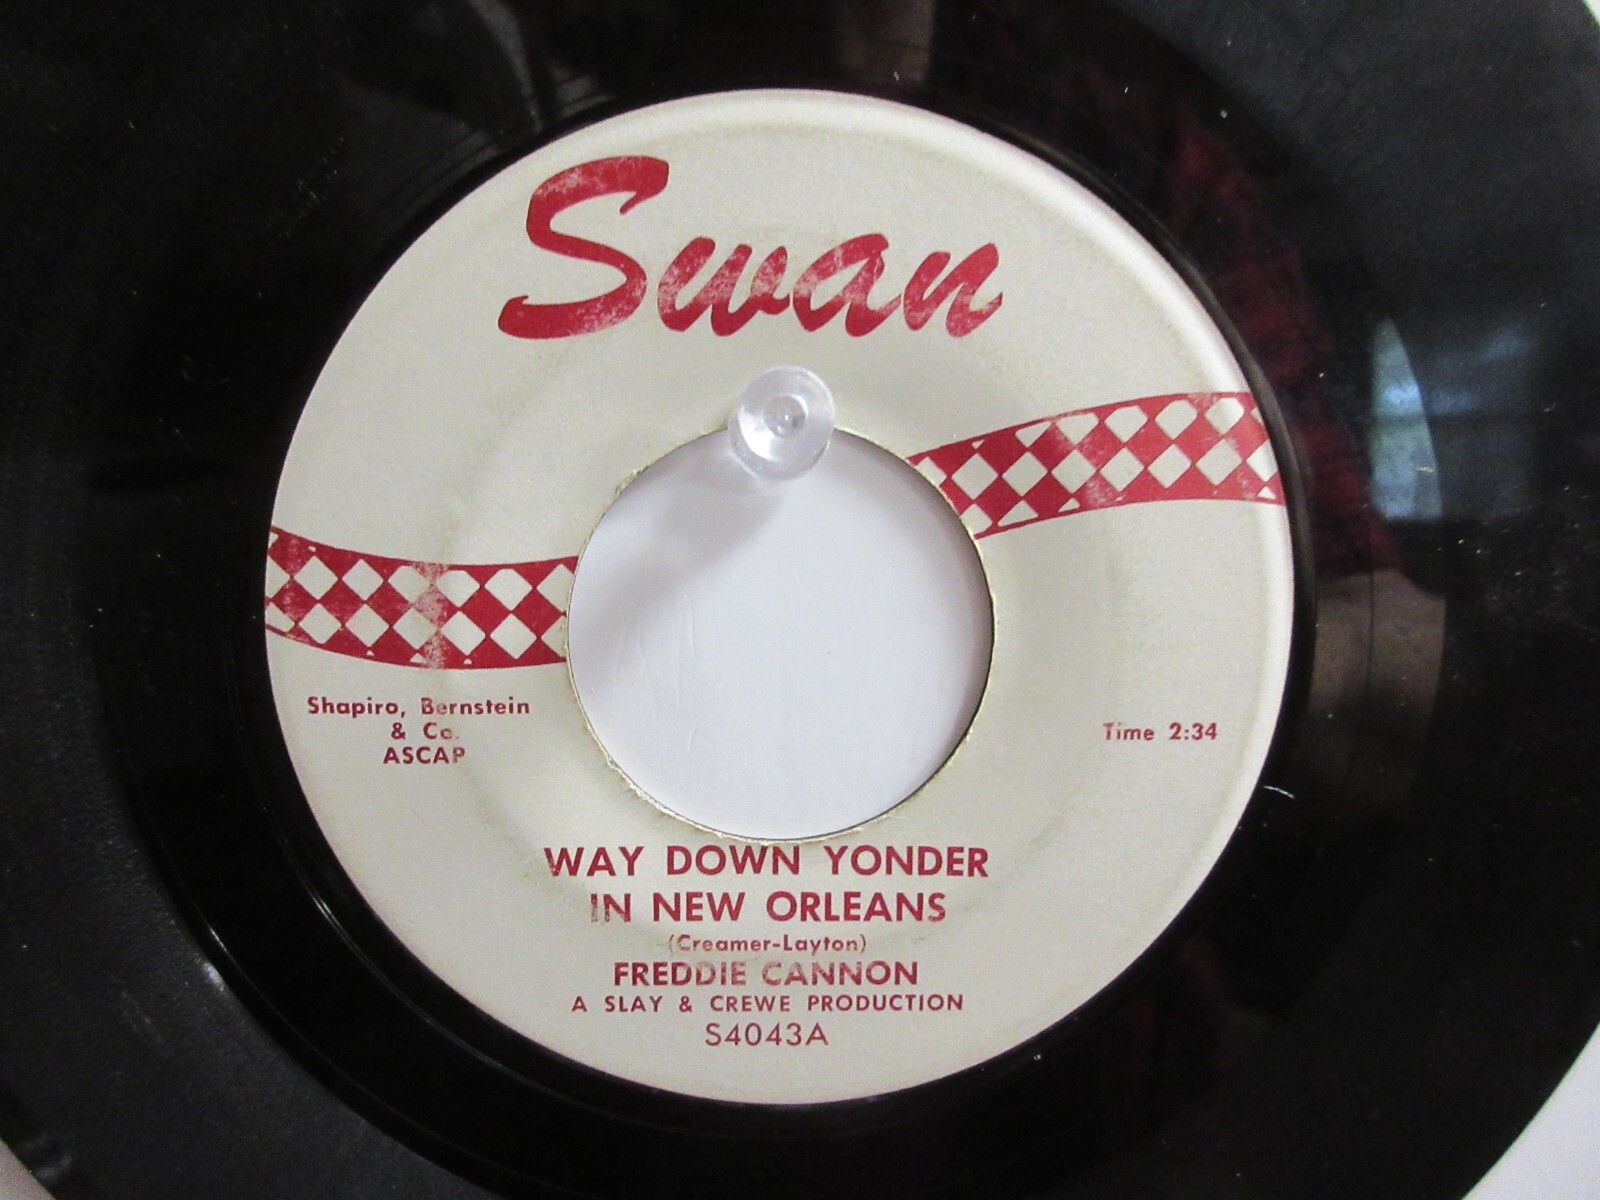 Swan
Shapiro, Bernstein
& Co.
ASCAP
Time 2:34
WAY DOWN YONDER
IN NEW ORLEANS
(Creamer-Layton)
FREDDIE CANNON
A SLAY & CREWE PRODUCTION
S4043A